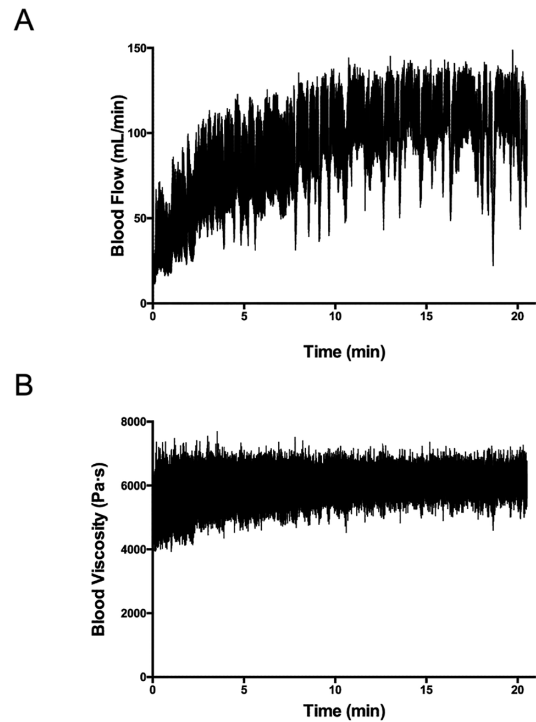 A
150
100
50
0
Blood Flow (mL/min)
0 5 10 15 20
Time (min)
B
8000
6000
4000
2000
0
Blood Viscosity (Pa·s)
0 5 10 15 20
Time (min)